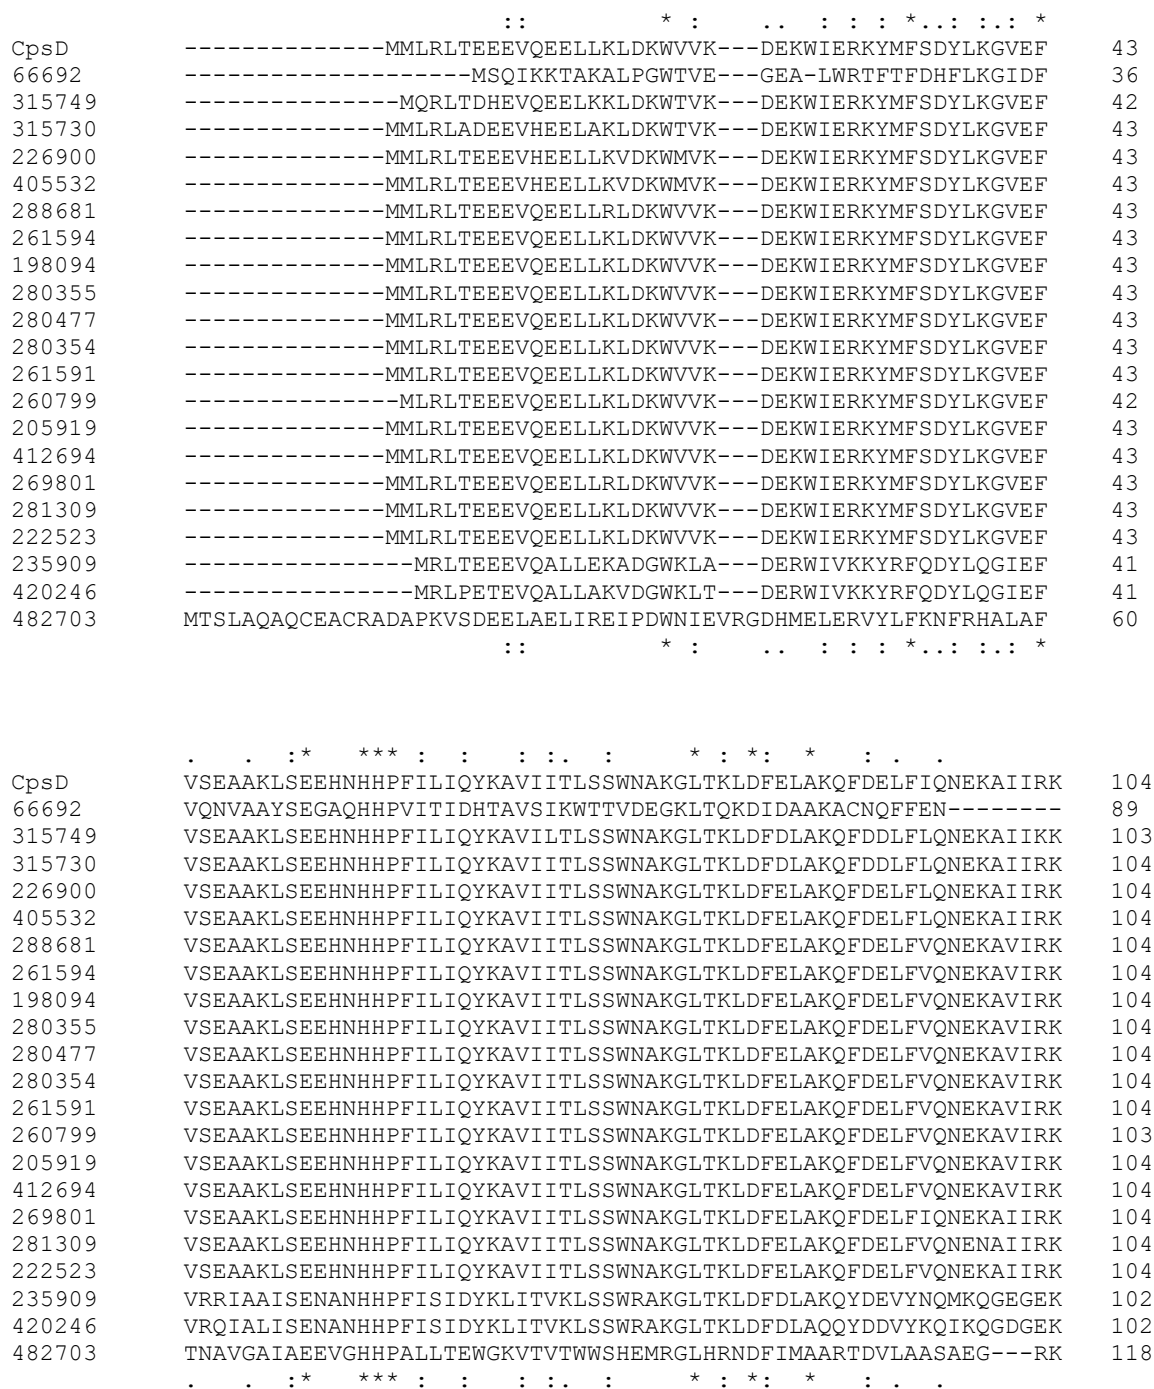 :: * : .. : : : *..: :.: *
CpsD --------------MMLRLTEEEVQEELLKLDKWVVK---DEKWIERKYMFSDYLKGVEF 43
66692 --------------------MSQIKKTAKALPGWTVE---GEA-LWRTFTFDHFLKGIDF 36
315749 ---------------MQRLTDHEVQEELKKLDKWTVK---DEKWIERKYMFSDYLKGVEF 42
315730 --------------MMLRLADEEVHEELAKLDKWTVK---DEKWIERKYMFSDYLKGVEF 43
226900 --------------MMLRLTEEEVHEELLKVDKWMVK---DEKWIERKYMFSDYLKGVEF 43
405532 --------------MMLRLTEEEVHEELLKVDKWMVK---DEKWIERKYMFSDYLKGVEF 43
288681 --------------MMLRLTEEEVQEELLRLDKWVVK---DEKWIERKYMFSDYLKGVEF 43
261594 --------------MMLRLTEEEVQEELLKLDKWVVK---DEKWIERKYMFSDYLKGVEF 43
198094 --------------MMLRLTEEEVQEELLKLDKWVVK---DEKWIERKYMFSDYLKGVEF 43
280355 --------------MMLRLTEEEVQEELLKLDKWVVK---DEKWIERKYMFSDYLKGVEF 43
280477 --------------MMLRLTEEEVQEELLKLDKWVVK---DEKWIERKYMFSDYLKGVEF 43
280354 --------------MMLRLTEEEVQEELLKLDKWVVK---DEKWIERKYMFSDYLKGVEF 43
261591 --------------MMLRLTEEEVQEELLKLDKWVVK---DEKWIERKYMFSDYLKGVEF 43
260799 ---------------MLRLTEEEVQEELLKLDKWVVK---DEKWIERKYMFSDYLKGVEF 42
205919 --------------MMLRLTEEEVQEELLKLDKWVVK---DEKWIERKYMFSDYLKGVEF 43
412694 --------------MMLRLTEEEVQEELLKLDKWVVK---DEKWIERKYMFSDYLKGVEF 43
269801 --------------MMLRLTEEEVQEELLRLDKWVVK---DEKWIERKYMFSDYLKGVEF 43
281309 --------------MMLRLTEEEVQEELLKLDKWVVK---DEKWIERKYMFSDYLKGVEF 43
222523 --------------MMLRLTEEEVQEELLKLDKWVVK---DEKWIERKYMFSDYLKGVEF 43
235909 ----------------MRLTEEEVQALLEKADGWKLA---DERWIVKKYRFQDYLQGIEF 41
420246 ----------------MRLPETEVQALLAKVDGWKLT---DERWIVKKYRFQDYLQGIEF 41
482703 MTSLAQAQCEACRADAPKVSDEELAELIREIPDWNIEVRGDHMELERVYLFKNFRHALAF 60
:: * : .. : : : *..: :.: *
. . :* *** : : : :. : * : *: * : . .
CpsD VSEAAKLSEEHNHHPFILIQYKAVIITLSSWNAKGLTKLDFELAKQFDELFIQNEKAIIRK 104
66692 VQNVAAYSEGAQHHPVITIDHTAVSIKWTTVDEGKLTQKDIDAAKACNQFFEN-------- 89
315749 VSEAAKLSEEHNHHPFILIQYKAVILTLSSWNAKGLTKLDFDLAKQFDDLFLQNEKAIIKK 103
315730 VSEAAKLSEEHNHHPFILIQYKAVIITLSSWNAKGLTKLDFDLAKQFDDLFLQNEKAIIRK 104
226900 VSEAAKLSEEHNHHPFILIQYKAVIITLSSWNAKGLTKLDFELAKQFDELFLQNEKAIIRK 104
405532 VSEAAKLSEEHNHHPFILIQYKAVIITLSSWNAKGLTKLDFELAKQFDELFLQNEKAIIRK 104
288681 VSEAAKLSEEHNHHPFILIQYKAVIITLSSWNAKGLTKLDFELAKQFDELFVQNEKAVIRK 104
261594 VSEAAKLSEEHNHHPFILIQYKAVIITLSSWNAKGLTKLDFELAKQFDELFVQNEKAVIRK 104
198094 VSEAAKLSEEHNHHPFILIQYKAVIITLSSWNAKGLTKLDFELAKQFDELFVQNEKAVIRK 104
280355 VSEAAKLSEEHNHHPFILIQYKAVIITLSSWNAKGLTKLDFELAKQFDELFVQNEKAVIRK 104
280477 VSEAAKLSEEHNHHPFILIQYKAVIITLSSWNAKGLTKLDFELAKQFDELFVQNEKAVIRK 104
280354 VSEAAKLSEEHNHHPFILIQYKAVIITLSSWNAKGLTKLDFELAKQFDELFVQNEKAVIRK 104
261591 VSEAAKLSEEHNHHPFILIQYKAVIITLSSWNAKGLTKLDFELAKQFDELFVQNEKAVIRK 104
260799 VSEAAKLSEEHNHHPFILIQYKAVIITLSSWNAKGLTKLDFELAKQFDELFVQNEKAVIRK 103
205919 VSEAAKLSEEHNHHPFILIQYKAVIITLSSWNAKGLTKLDFELAKQFDELFVQNEKAVIRK 104
412694 VSEAAKLSEEHNHHPFILIQYKAVIITLSSWNAKGLTKLDFELAKQFDELFVQNEKAVIRK 104
269801 VSEAAKLSEEHNHHPFILIQYKAVIITLSSWNAKGLTKLDFELAKQFDELFIQNEKAIIRK 104
281309 VSEAAKLSEEHNHHPFILIQYKAVIITLSSWNAKGLTKLDFELAKQFDELFVQNENAIIRK 104
222523 VSEAAKLSEEHNHHPFILIQYKAVIITLSSWNAKGLTKLDFELAKQFDELFVQNEKAIIRK 104
235909 VRRIAAISENANHHPFISIDYKLITVKLSSWRAKGLTKLDFDLAKQYDEVYNQMKQGEGEK 102
420246 VRQIALISENANHHPFISIDYKLITVKLSSWRAKGLTKLDFDLAQQYDDVYKQIKQGDGEK 102
482703 TNAVGAIAEEVGHHPALLTEWGKVTVTWWSHEMRGLHRNDFIMAARTDVLAASAEG---RK 118
. . :* *** : : : :. : * : *: * : . .